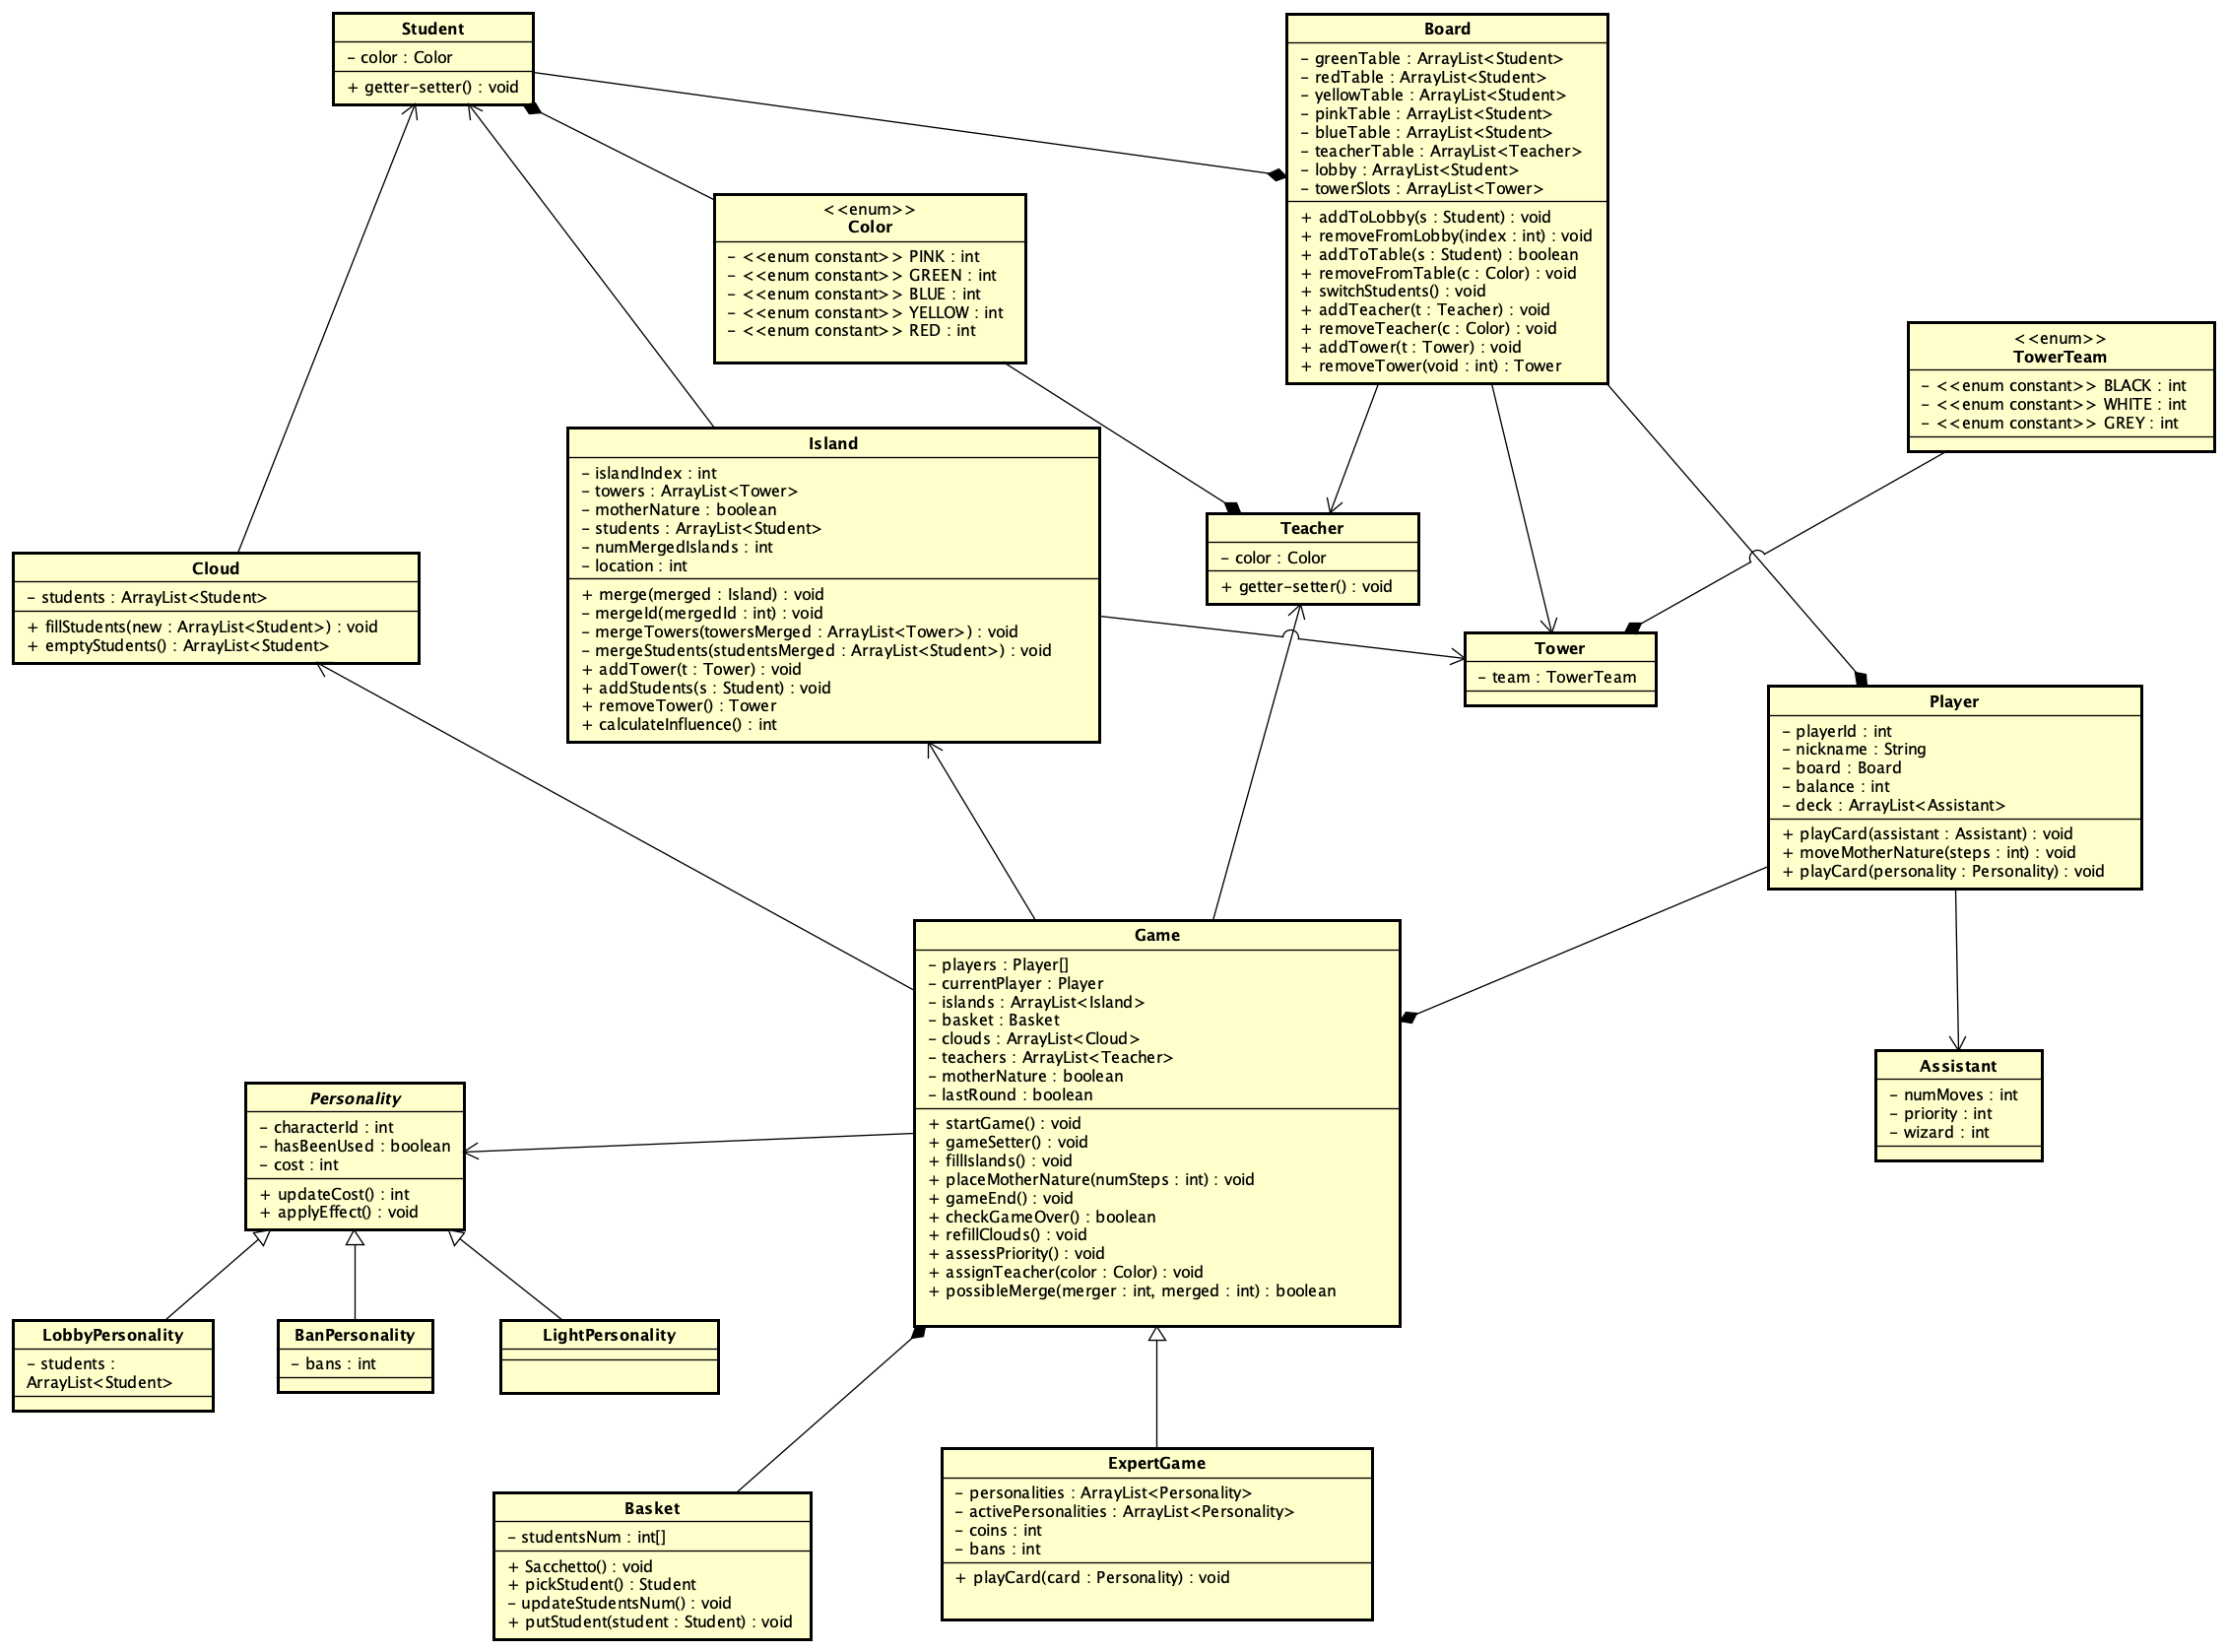 Student
– color : Color
+ getter-setter() : void
Board
– greenTable : ArrayList<Student>
– redTable : ArrayList<Student>
– yellowTable : ArrayList<Student>
– pinkTable : ArrayList<Student>
– blueTable : ArrayList<Student>
– teacherTable : ArrayList<Teacher>
– lobby : ArrayList<Student>
– towerSlots : ArrayList<Tower>
+ addToLobby(s : Student) : void
+ removeFromLobby(index : int) : void
+ addToTable(s : Student) : boolean
+ removeFromTable(c : Color) : void
+ switchStudents() : void
+ addTeacher(t : Teacher) : void
+ removeTeacher(c : Color) : void
+ addTower(t : Tower) : void
+ removeTower(void : int) : Tower
<<enum>>
Color
– <<enum constant>> PINK : int
– <<enum constant>> GREEN : int
– <<enum constant>> BLUE : int
– <<enum constant>> YELLOW : int
– <<enum constant>> RED : int
<<enum>>
TowerTeam
– <<enum constant>> BLACK : int
– <<enum constant>> WHITE : int
– <<enum constant>> GREY : int
Island
– islandIndex : int
– towers : ArrayList<Tower>
– motherNature : boolean
– students : ArrayList<Student>
– numMergedIslands : int
– location : int
+ merge(merged : Island) : void
– mergeId(mergedId : int) : void
– mergeTowers(towersMerged : ArrayList<Tower>) : void
– mergeStudents(studentsMerged : ArrayList<Student>) : void
+ addTower(t : Tower) : void
+ addStudents(s : Student) : void
+ removeTower() : Tower
+ calculateInfluence() : int
Teacher
– color : Color
+ getter-setter() : void
Cloud
– students : ArrayList<Student>
+ fillStudents(new : ArrayList<Student>) : void
+ emptyStudents() : ArrayList<Student>
Tower
– team : TowerTeam
Player
– playerId : int
– nickname : String
– board : Board
– balance : int
– deck : ArrayList<Assistant>
+ playCard(assistant : Assistant) : void
+ moveMotherNature(steps : int) : void
+ playCard(personality : Personality) : void
Game
– players : Player[]
– currentPlayer : Player
– islands : ArrayList<Island>
– basket : Basket
– clouds : ArrayList<Cloud>
– teachers : ArrayList<Teacher>
– motherNature : boolean
– lastRound : boolean
+ startGame() : void
+ gameSetter() : void
+ fillIslands() : void
+ placeMotherNature(numSteps : int) : void
+ gameEnd() : void
+ checkGameOver() : boolean
+ refillClouds() : void
+ assessPriority() : void
+ assignTeacher(color : Color) : void
+ possibleMerge(merger : int, merged : int) : boolean
Assistant
– numMoves : int
– priority : int
– wizard : int
Personality
– characterId : int
– hasBeenUsed : boolean
– cost : int
+ updateCost() : int
+ applyEffect() : void
LobbyPersonality
– students :
ArrayList<Student>
BanPersonality
– bans : int
LightPersonality
ExpertGame
– personalities : ArrayList<Personality>
– activePersonalities : ArrayList<Personality>
– coins : int
– bans : int
+ playCard(card : Personality) : void
Basket
– studentsNum : int[]
+ Sacchetto() : void
+ pickStudent() : Student
– updateStudentsNum() : void
+ putStudent(student : Student) : void